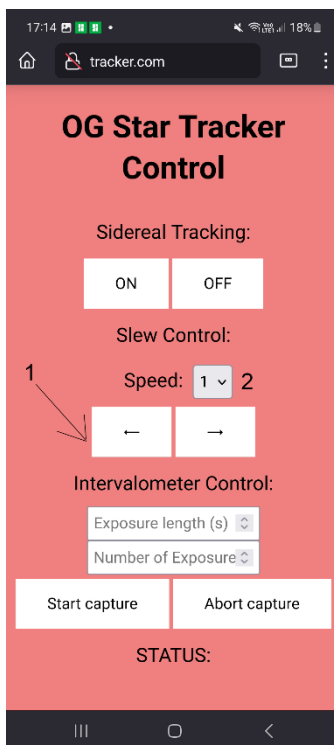 17:14 18%
tracker.com
OG Star Tracker
Control
Sidereal Tracking:
ON OFF
Slew Control:
1
Speed: 1 2
← →
Intervalometer Control:
Exposure length (s)
Number of Exposure
Start capture Abort capture
STATUS: